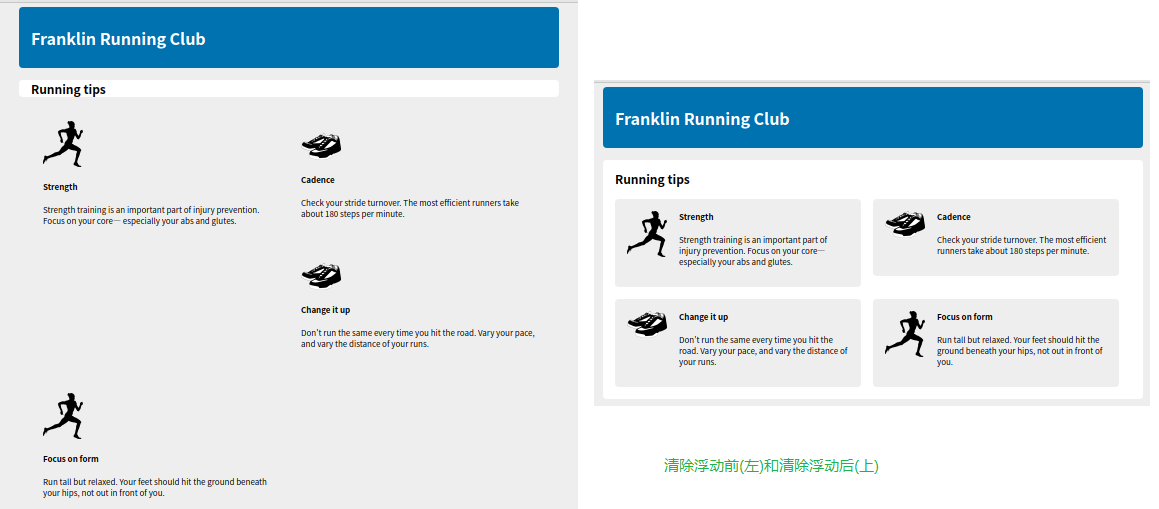 Franklin Running Club
Running tips
Strength
Strength training is an important part of injury prevention.
Focus on your core— especially your abs and glutes.
Cadence
Check your stride turnover. The most efficient runners take
about 180 steps per minute.
Change it up
Don't run the same every time you hit the road. Vary your pace,
and vary the distance of your runs.
Focus on form
Run tall but relaxed. Your feet should hit the ground beneath
your hips, not out in front of you.
Franklin Running Club
Running tips
Strength
Strength training is an important part of
injury prevention. Focus on your core—
especially your abs and glutes.
Cadence
Check your stride turnover. The most efficient
runners take about 180 steps per minute.
Change it up
Don't run the same every time you hit the
road. Vary your pace, and vary the distance of
your runs.
Focus on form
Run tall but relaxed. Your feet should hit the
ground beneath your hips, not out in front of
you.
清除浮动前(左)和清除浮动后(上)